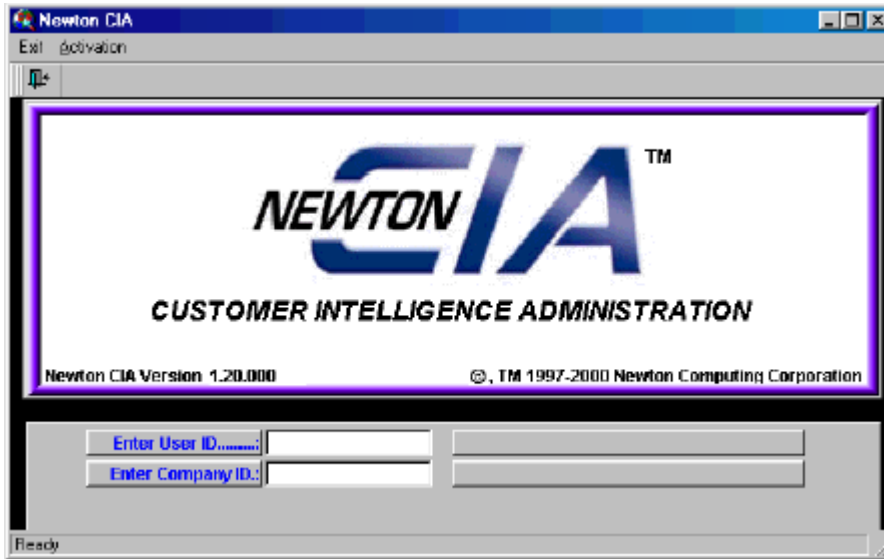 Newton CIA
Exit Activation
NEWTON CIA TM
CUSTOMER INTELLIGENCE ADMINISTRATION
Newton CIA Version 1.20.000 ©, TM 1997-2000 Newton Computing Corporation
Enter User ID.........:
Enter Company ID.:
Ready